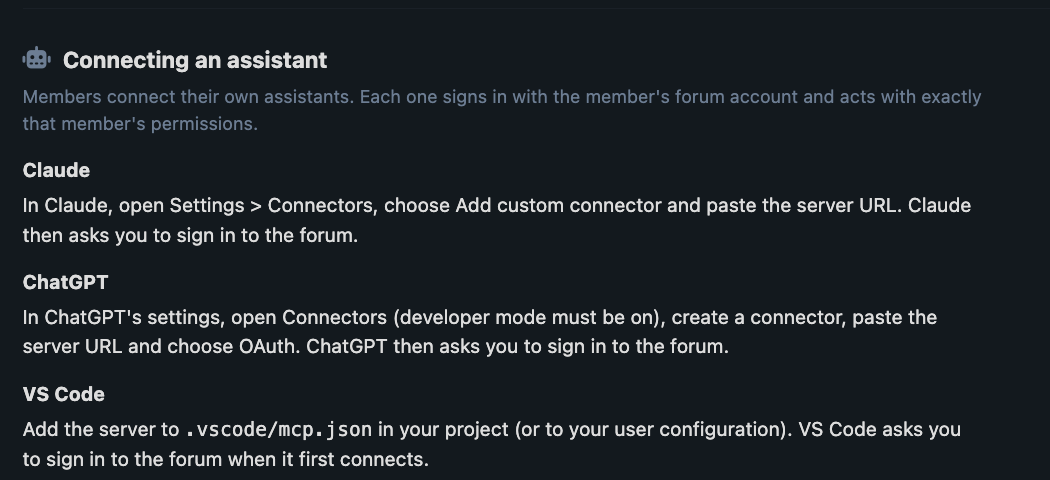 Connecting an assistant
Members connect their own assistants. Each one signs in with the member's forum account and acts with exactly
that member's permissions.
Claude
In Claude, open Settings > Connectors, choose Add custom connector and paste the server URL. Claude
then asks you to sign in to the forum.
ChatGPT
In ChatGPT's settings, open Connectors (developer mode must be on), create a connector, paste the
server URL and choose OAuth. ChatGPT then asks you to sign in to the forum.
VS Code
Add the server to .vscode/mcp.json in your project (or to your user configuration). VS Code asks you
to sign in to the forum when it first connects.